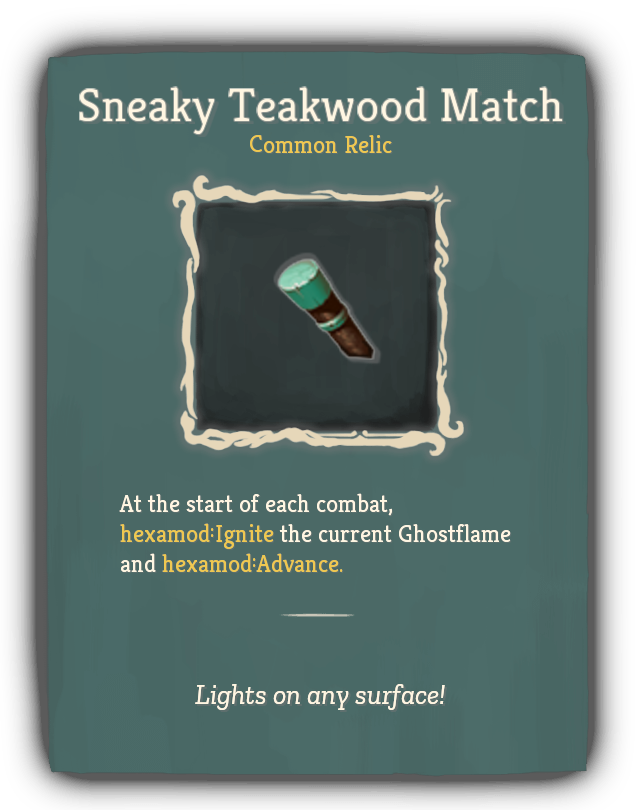 Sneaky Teakwood Match
Common Relic
At the start of each combat,
hexamod:Ignite the current Ghostflame
and hexamod:Advance.
Lights on any surface!